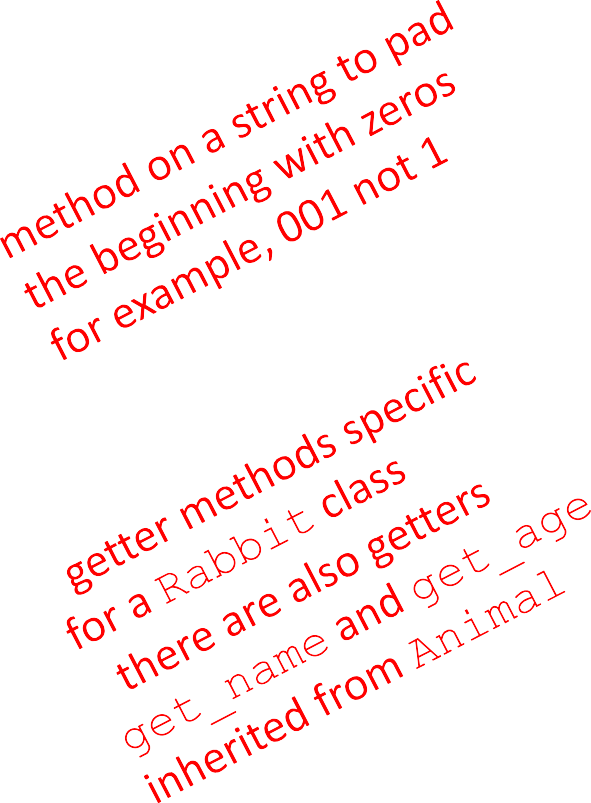 method on a string to pad
the beginning with zeros
for example, 001 not 1
getter methods specific
for a Rabbit class
there are also getters
get_name and get_age
inherited from Animal